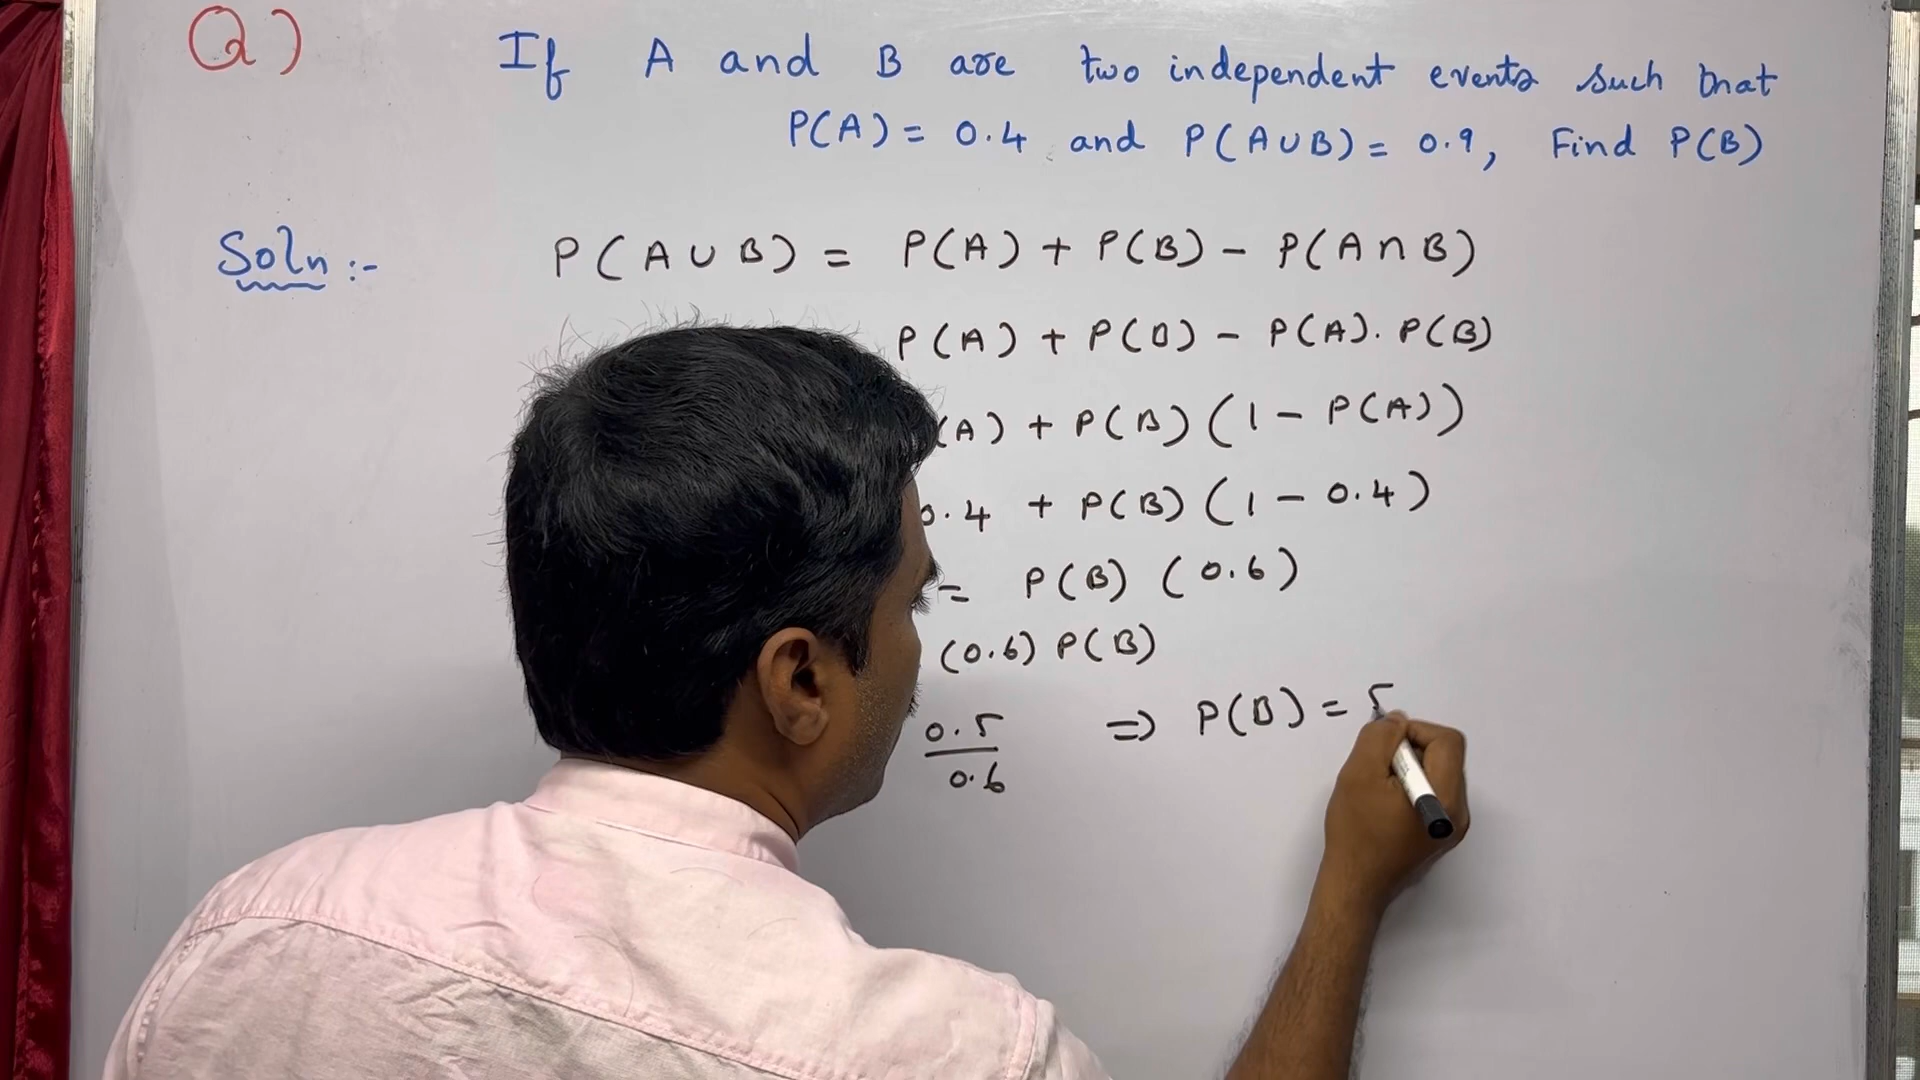 Q)
If A and B are two independent events such that
P(A) = 0.4 and P(A∪B) = 0.9, Find P(B)
Soln :-
P(A∪B) = P(A) + P(B) - P(A∩B)
P(A) + P(B) - P(A). P(B)
(A) + P(B) (1 - P(A))
0.4 + P(B) (1 - 0.4)
= P(B) (0.6)
(0.6) P(B)
0.5
0.6
⇒ P(B) = 5